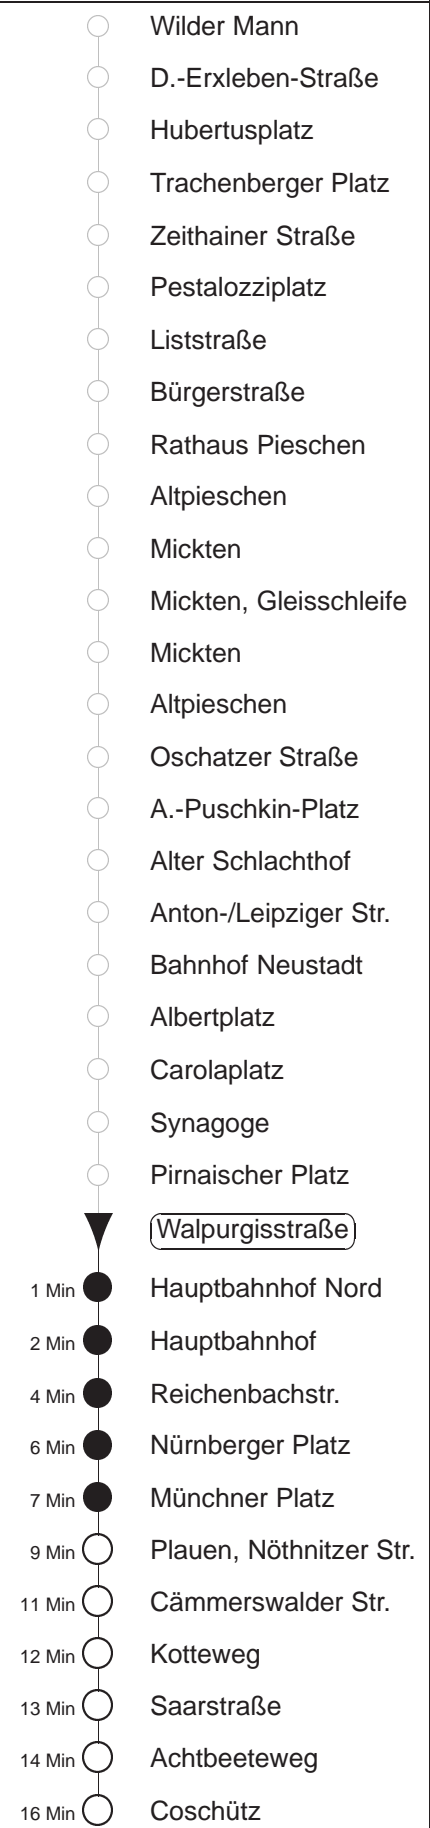 Wilder Mann
D.-Erxleben-Straße
Hubertusplatz
Trachenberger Platz
Zeithainer Straße
Pestalozziplatz
Liststraße
Bürgerstraße
Rathaus Pieschen
Altpieschen
Mickten
Mickten, Gleisschleife
Mickten
Altpieschen
Oschatzer Straße
A.-Puschkin-Platz
Alter Schlachthof
Anton-/Leipziger Str.
Bahnhof Neustadt
Albertplatz
Carolaplatz
Synagoge
Pirnaischer Platz
Walpurgisstraße
1 Min Hauptbahnhof Nord
2 Min Hauptbahnhof
4 Min Reichenbachstr.
6 Min Nürnberger Platz
7 Min Münchner Platz
9 Min Plauen, Nöthnitzer Str.
11 Min Cämmerswalder Str.
12 Min Kotteweg
13 Min Saarstraße
14 Min Achtbeeteweg
16 Min Coschütz